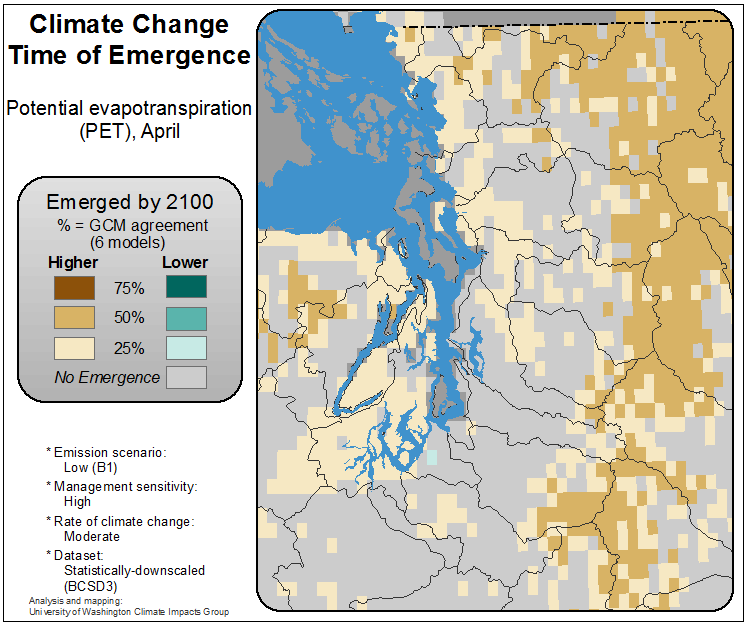 Climate Change
Time of Emergence
Potential evapotranspiration
(PET), April
Emerged by 2100
% = GCM agreement
(6 models)
Higher Lower
75%
50%
25%
No Emergence
* Emission scenario:
Low (B1)
* Management sensitivity:
High
* Rate of climate change:
Moderate
* Dataset:
Statistically-downscaled
(BCSD3)
Analysis and mapping:
University of Washington Climate Impacts Group